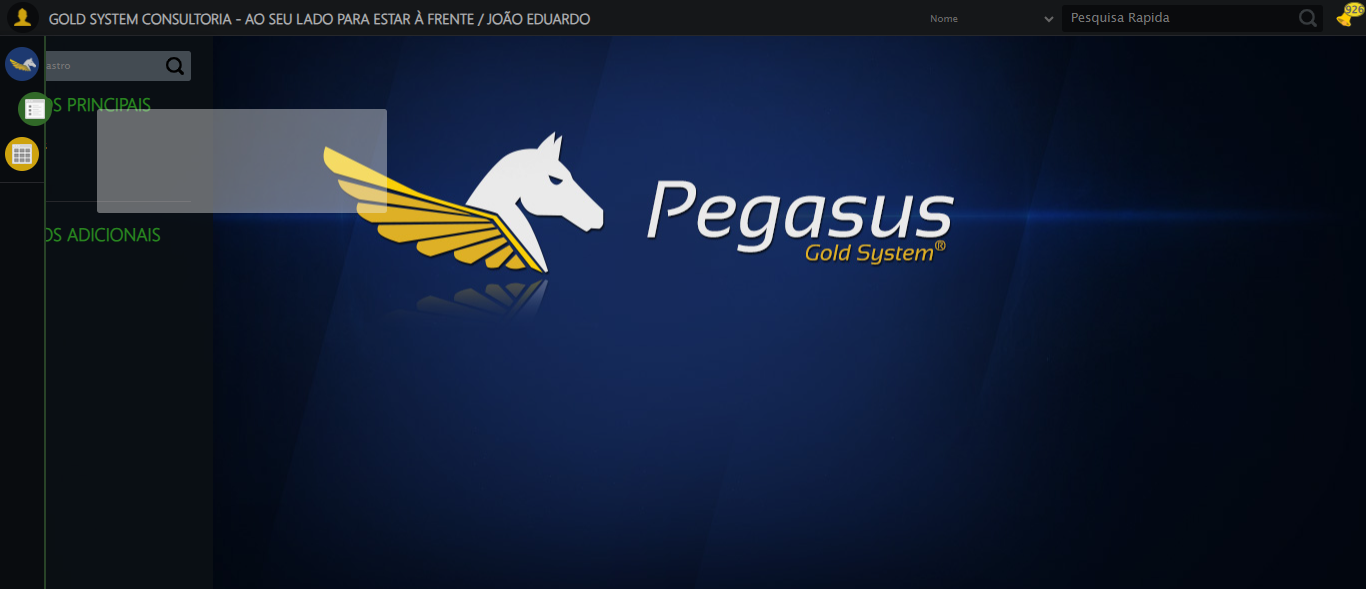 GOLD SYSTEM CONSULTORIA - AO SEU LADO PARA ESTAR À FRENTE / JOÃO EDUARDO
Nome
Pesquisa Rapida
926
astro
OS PRINCIPAIS
Pegasus
Gold System®
OS ADICIONAIS